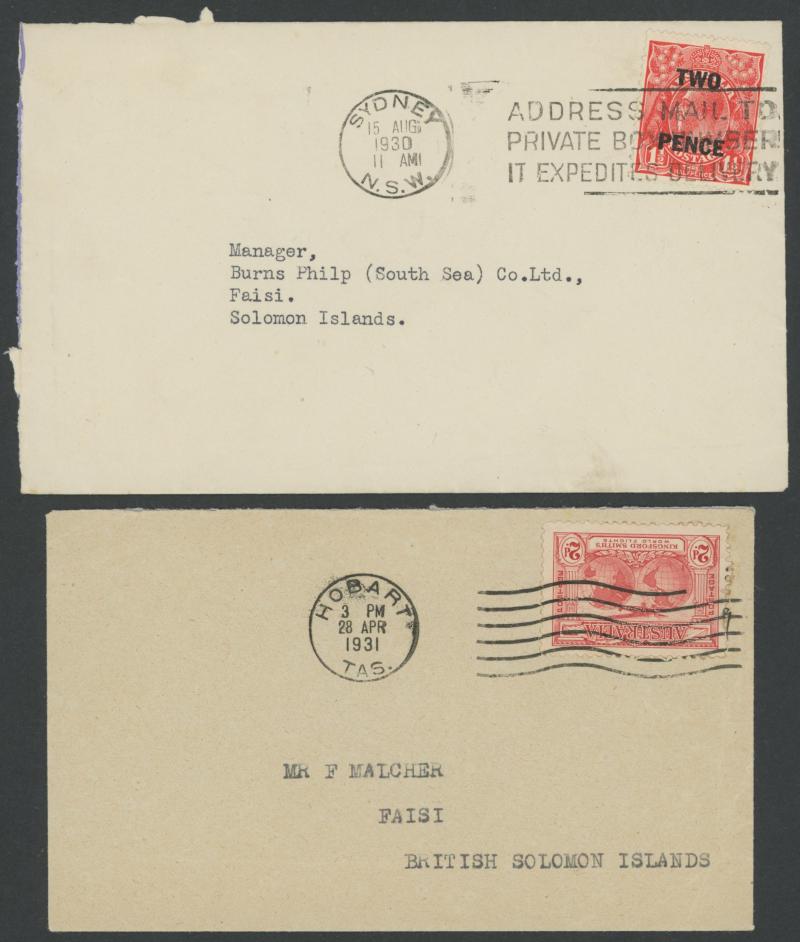 SYDNEY
15 AUG
1930
11 AM
N.S.W.
ADDRESS MAIL TO
PRIVATE BOX NUMBER
IT EXPEDITES DELIVERY
TWO
PENCE
Manager,
Burns Philp (South Sea) Co.Ltd.,
Faisi.
Solomon Islands.
HOBART
3 PM
28 APR
1931
TAS.
2d KINGSFORD SMITH'S 2d
WORLD FLIGHTS
AUSTRALIA
MR F MALCHER
FAISI
BRITISH SOLOMON ISLANDS